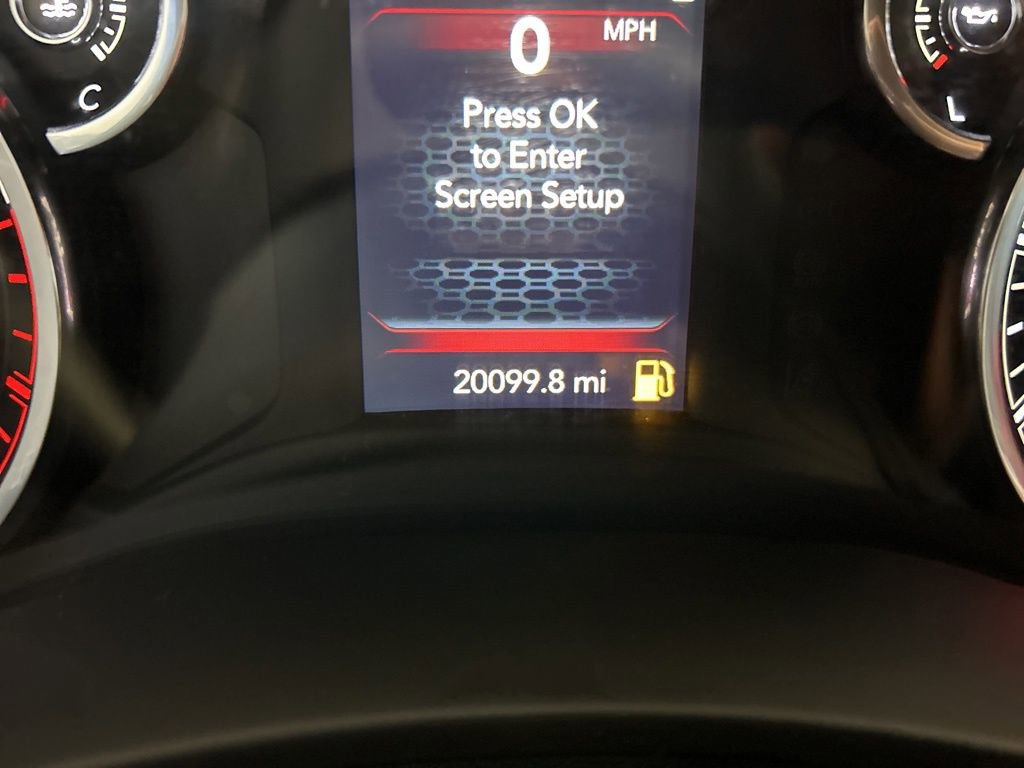 0 MPH
C
L
Press OK
to Enter
Screen Setup
20099.8 mi